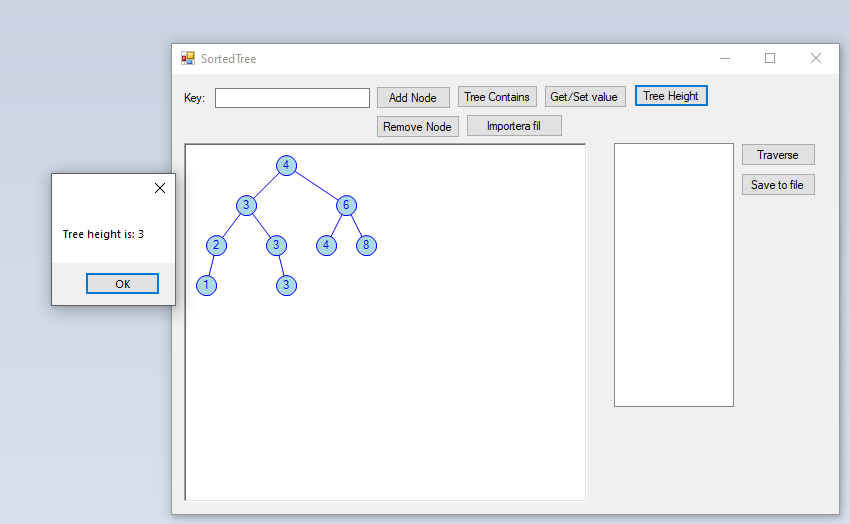 SortedTree
Key:
Add Node
Tree Contains
Get/Set value
Tree Height
Remove Node
Importera fil
Traverse
Save to file
4
3 6
2 3 4 8
1 3
Tree height is: 3
OK